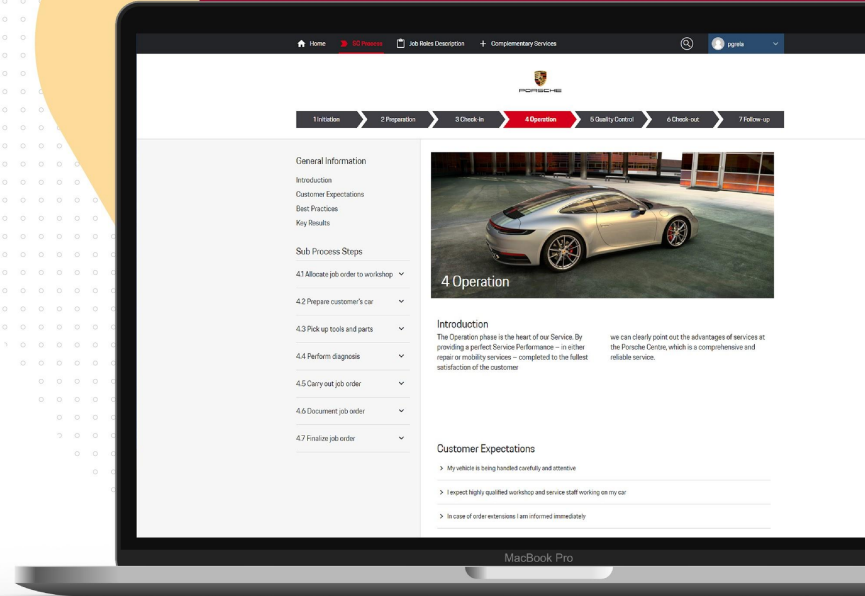 Home SQ Process Job Roles Description Complementary Services pgrela
PORSCHE
1 Initiation 2 Preparation 3 Check-in 4 Operation 5 Quality Control 6 Check-out 7 Follow-up
General Information
Introduction
Customer Expectations
Best Practices
Key Results
Sub Process Steps
4.1 Allocate job order to workshop
4.2 Prepare customer's car
4.3 Pick up tools and parts
4.4 Perform diagnosis
4.5 Carry out job order
4.6 Document job order
4.7 Finalize job order
4 Operation
Introduction
The Operation phase is the heart of our Service. By
providing a perfect Service Performance – in either
repair or mobility services – completed to the fullest
satisfaction of the customer
we can clearly point out the advantages of services at
the Porsche Centre, which is a comprehensive and
reliable service.
Customer Expectations
My vehicle is being handled carefully and attentive
I expect highly qualified workshop and service staff working on my car
In case of order extensions I am informed immediately
MacBook Pro